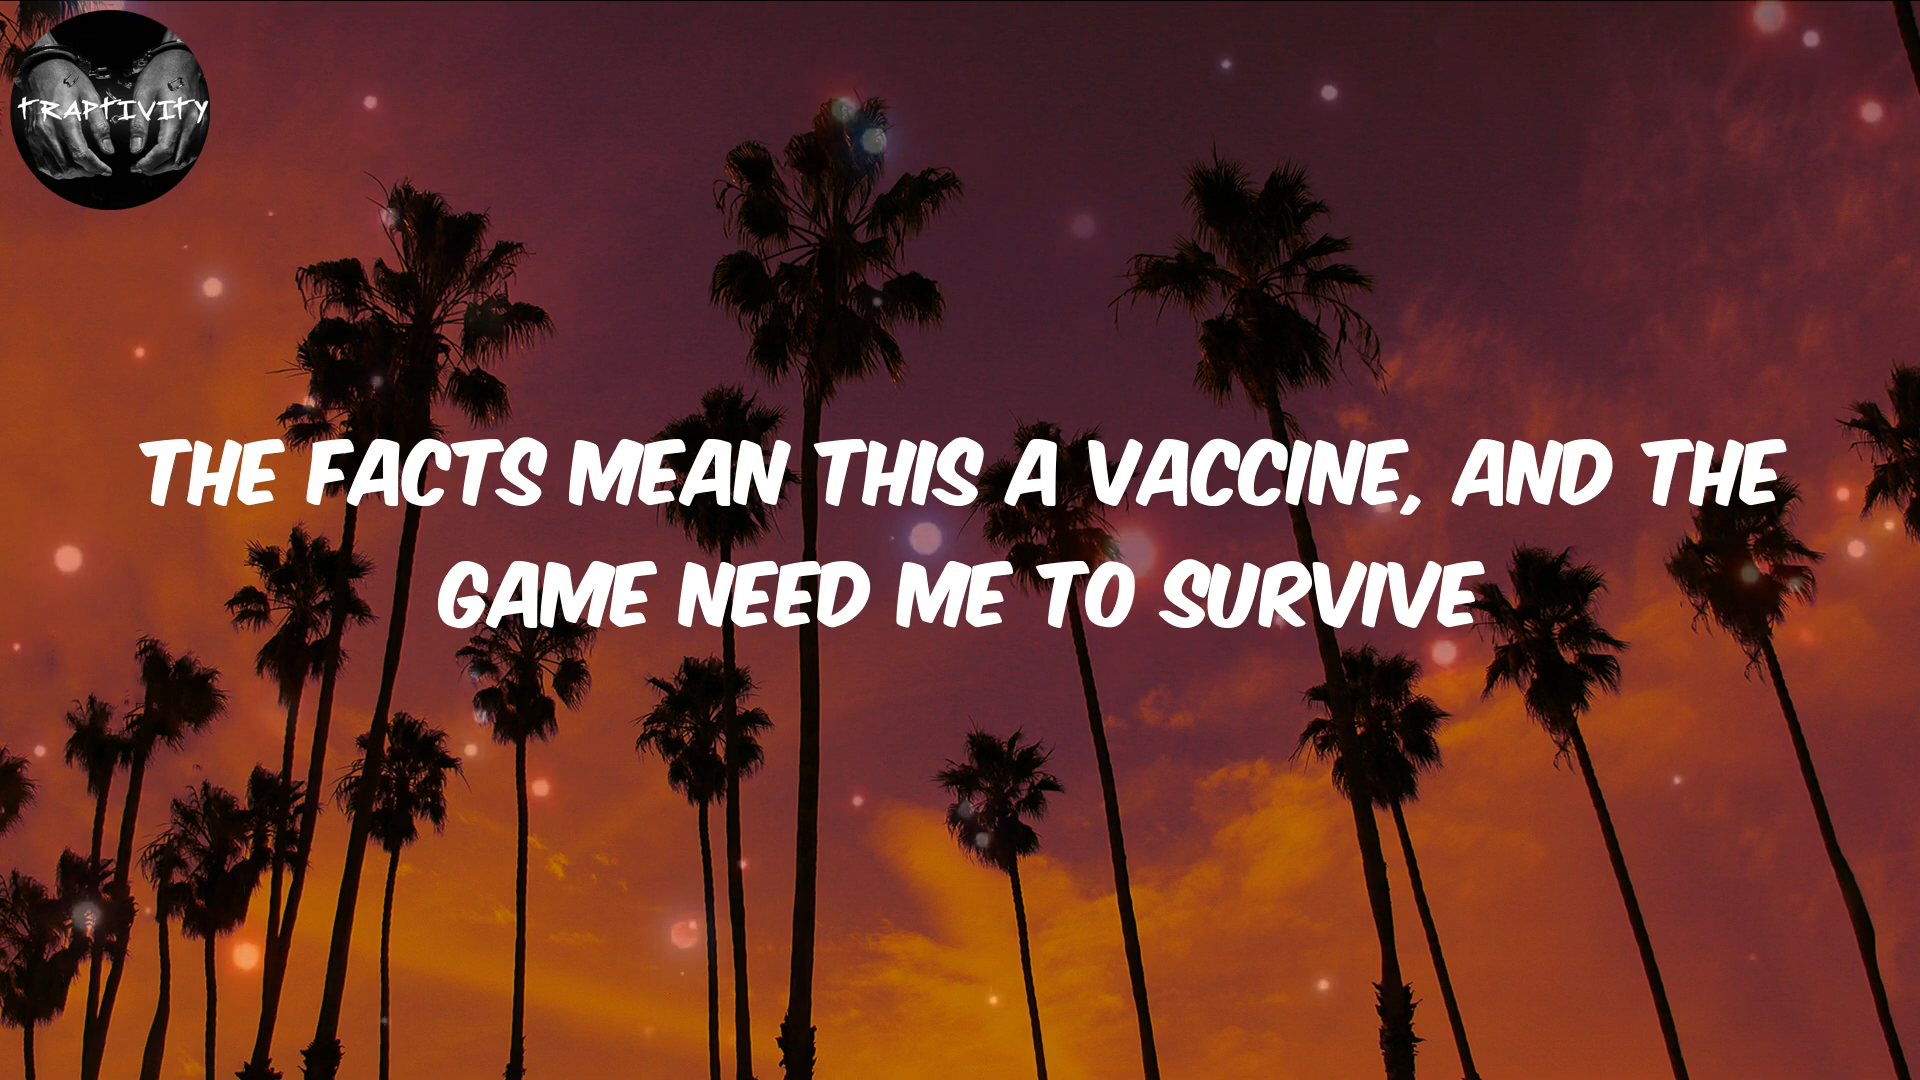 TRAPTIVITY
THE FACTS MEAN THIS A VACCINE, AND THE
GAME NEED ME TO SURVIVE